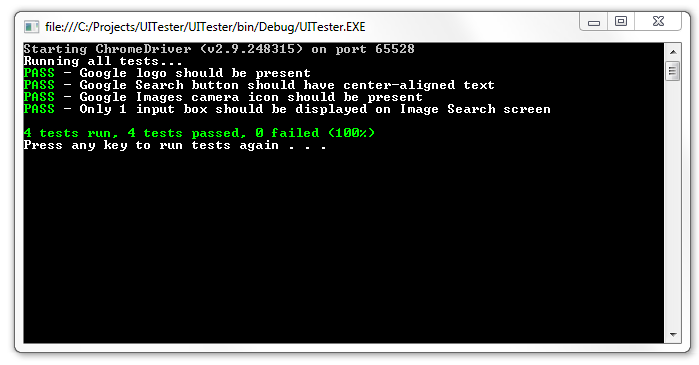 file:///C:/Projects/UITester/UITester/bin/Debug/UITester.EXE
Starting ChromeDriver (v2.9.248315) on port 65528
Running all tests...
PASS - Google logo should be present
PASS - Google Search button should have center-aligned text
PASS - Google Images camera icon should be present
PASS - Only 1 input box should be displayed on Image Search screen
4 tests run, 4 tests passed, 0 failed (100%)
Press any key to run tests again . . .